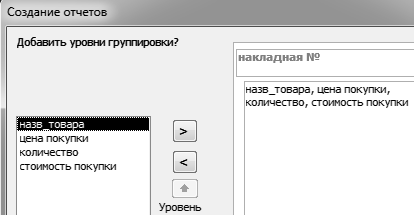 Создание отчетов
Добавить уровни группировки?
накладная №
назв_товара, цена покупки,
количество, стоимость покупки
назв_товара
цена покупки
количество
стоимость покупки
>
<
Уровень